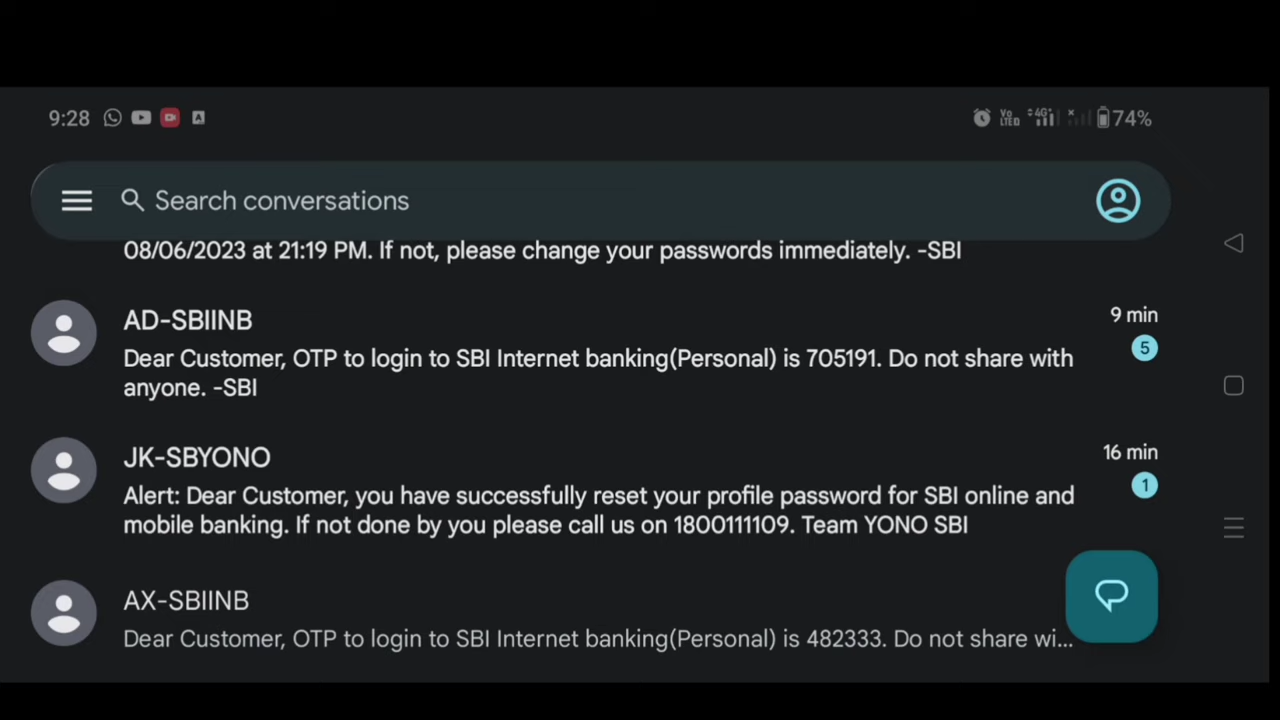 9:28 4G 74%
Search conversations
08/06/2023 at 21:19 PM. If not, please change your passwords immediately. -SBI
AD-SBIINB 9 min
Dear Customer, OTP to login to SBI Internet banking(Personal) is 705191. Do not share with 5
anyone. -SBI
JK-SBYONO 16 min
Alert: Dear Customer, you have successfully reset your profile password for SBI online and 1
mobile banking. If not done by you please call us on 1800111109. Team YONO SBI
AX-SBIINB
Dear Customer, OTP to login to SBI Internet banking(Personal) is 482333. Do not share wi...